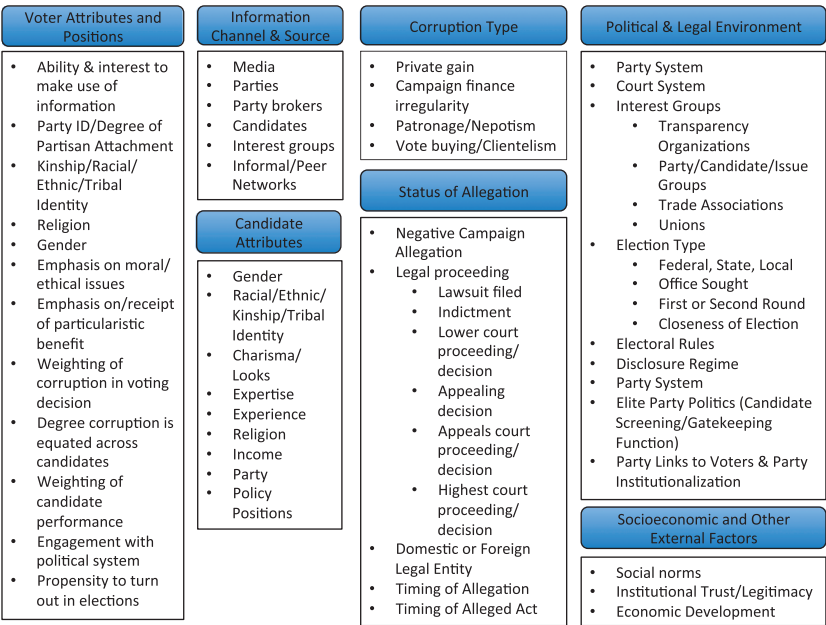 Voter Attributes and
Positions
• Ability & interest to
make use of
information
• Party ID/Degree of
Partisan Attachment
• Kinship/Racial/
Ethnic/Tribal
Identity
• Religion
• Gender
• Emphasis on moral/
ethical issues
• Emphasis on/receipt
of particularistic
benefit
• Weighting of
corruption in voting
decision
• Degree corruption is
equated across
candidates
• Weighting of
candidate
performance
• Engagement with
political system
• Propensity to turn
out in elections
Information
Channel & Source
• Media
• Parties
• Party brokers
• Candidates
• Interest groups
• Informal/Peer
Networks
Candidate
Attributes
• Gender
• Racial/Ethnic/
Kinship/Tribal
Identity
• Charisma/
Looks
• Expertise
• Experience
• Religion
• Income
• Party
• Policy
Positions
Corruption Type
• Private gain
• Campaign finance
irregularity
• Patronage/Nepotism
• Vote buying/Clientelism
Status of Allegation
• Negative Campaign
Allegation
• Legal proceeding
• Lawsuit filed
• Indictment
• Lower court
proceeding/
decision
• Appealing
decision
• Appeals court
proceeding/
decision
• Highest court
proceeding/
decision
• Domestic or Foreign
Legal Entity
• Timing of Allegation
• Timing of Alleged Act
Political & Legal Environment
• Party System
• Court System
• Interest Groups
• Transparency
Organizations
• Party/Candidate/Issue
Groups
• Trade Associations
• Unions
• Election Type
• Federal, State, Local
• Office Sought
• First or Second Round
• Closeness of Election
• Electoral Rules
• Disclosure Regime
• Party System
• Elite Party Politics (Candidate
Screening/Gatekeeping
Function)
• Party Links to Voters & Party
Institutionalization
Socioeconomic and Other
External Factors
• Social norms
• Institutional Trust/Legitimacy
• Economic Development